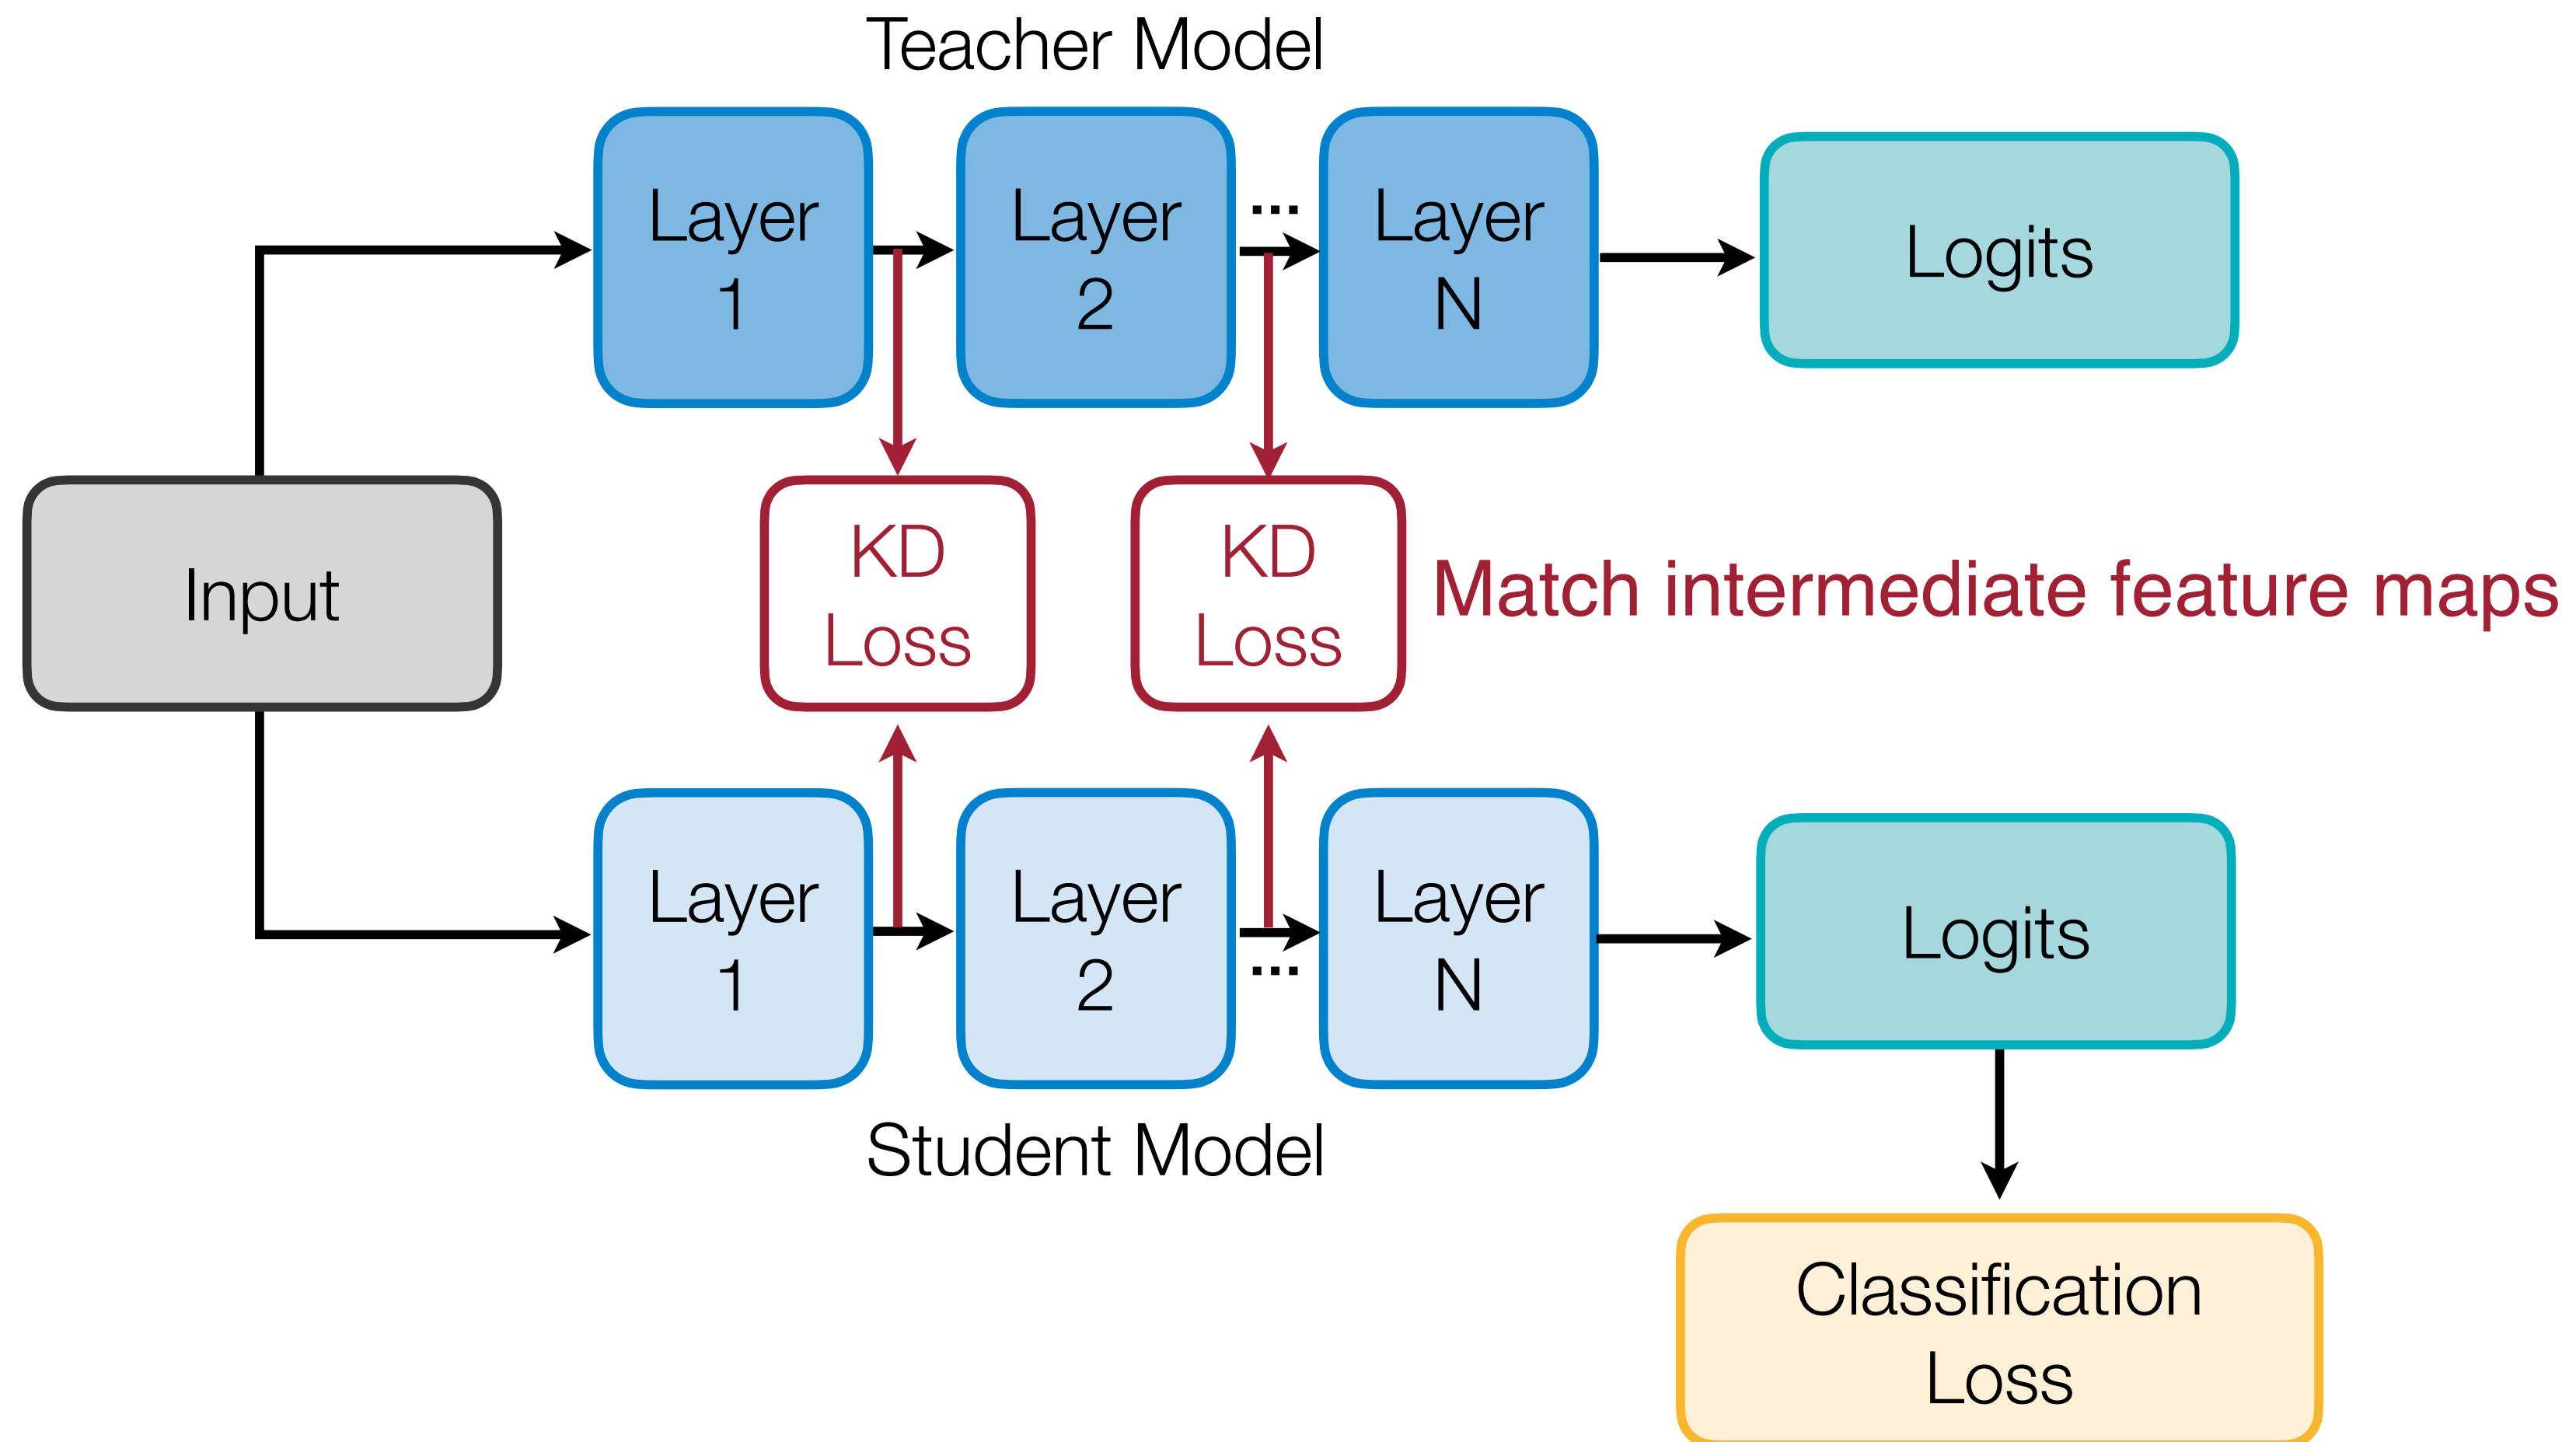 Teacher Model
Layer
1
Layer
2
...
Layer
N
Logits
Input
KD
Loss
KD
Loss
Match intermediate feature maps
Layer
1
Layer
2
...
Layer
N
Logits
Student Model
Classification
Loss